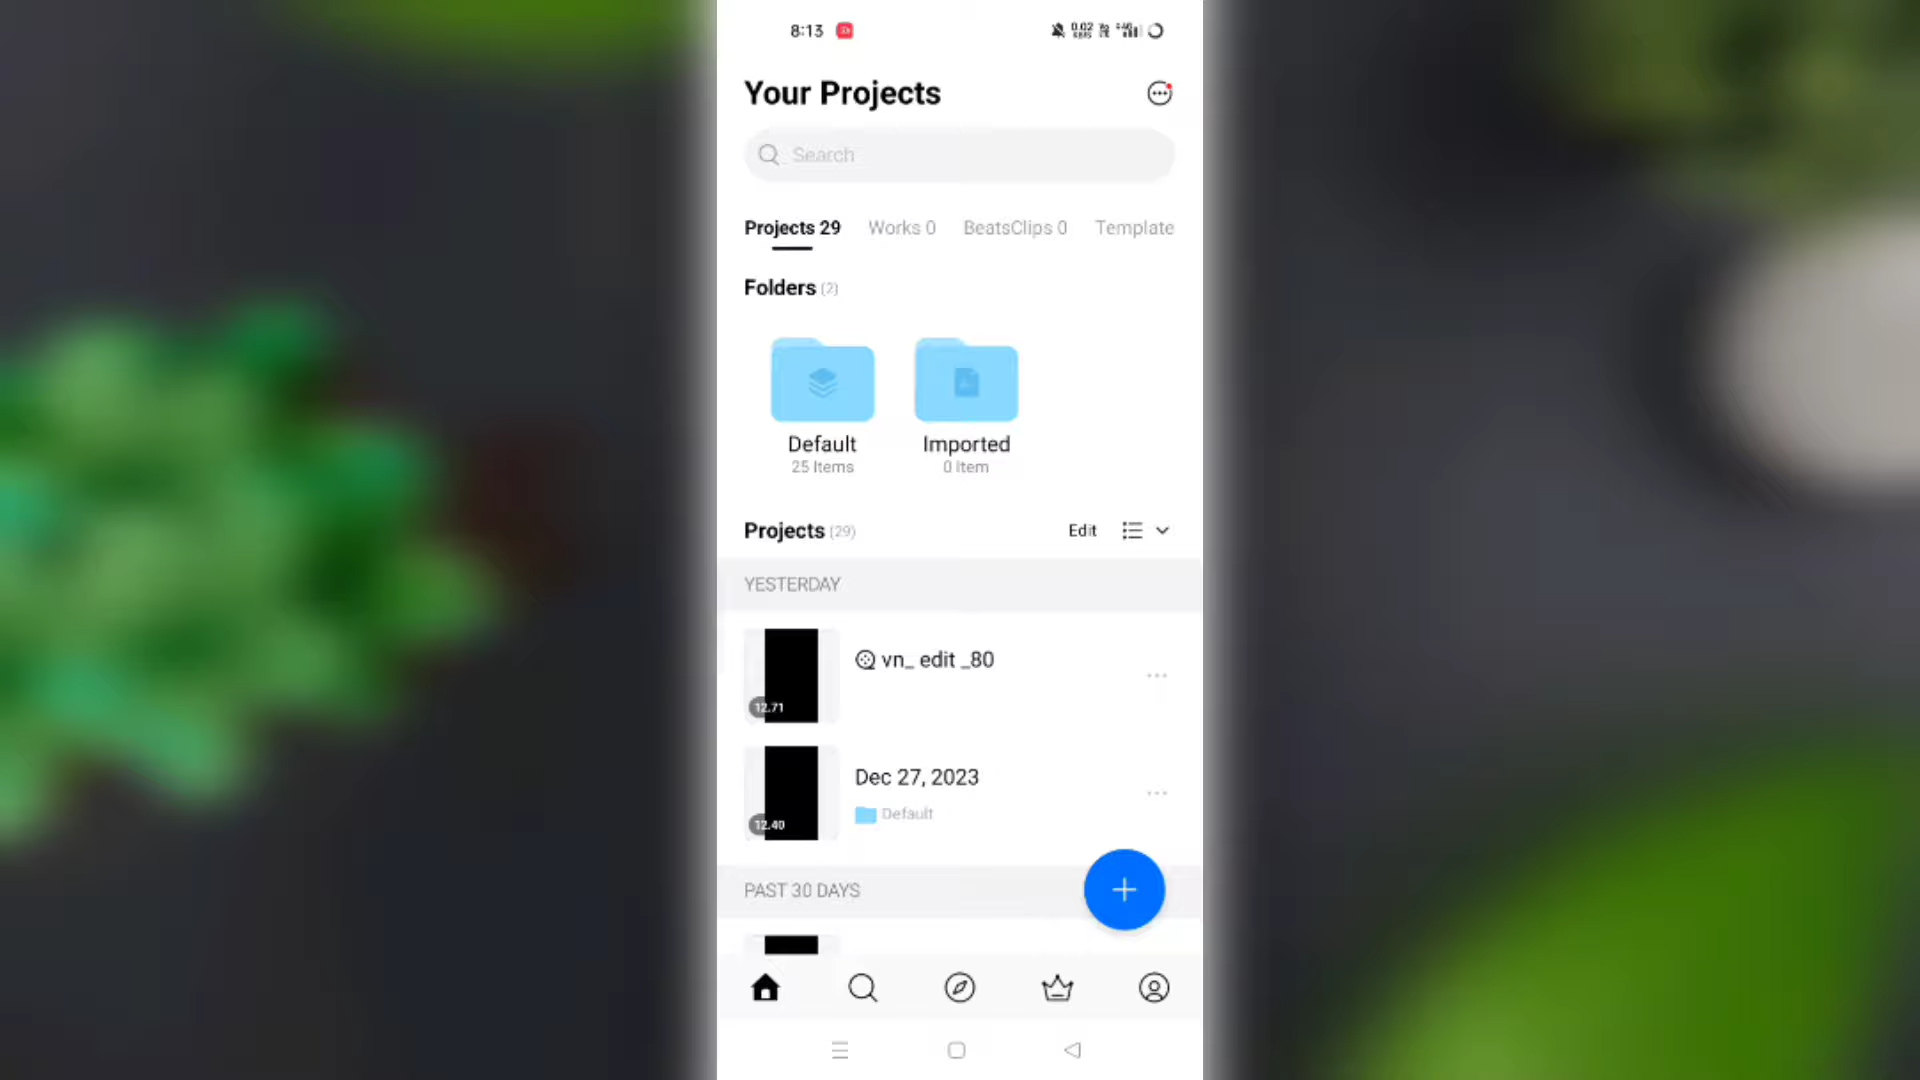 8:13
0.02
Your Projects
Search
Projects 29 Works 0 BeatsClips 0 Template
Folders (2)
Default Imported
25 Items 0 Item
Projects (29) Edit
YESTERDAY
vn_ edit _80
12.71
Dec 27, 2023
Default
12.40
PAST 30 DAYS